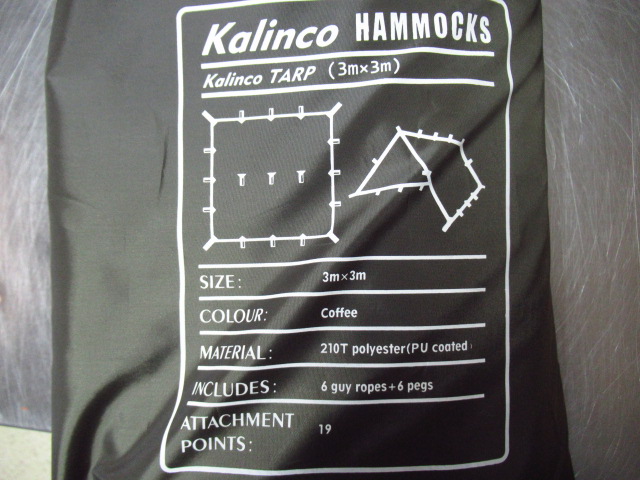 Kalinco HAMMOCKS
Kalinco TARP (3m×3m)
SIZE: 3m×3m
COLOUR: Coffee
MATERIAL: 210T polyester(PU coated
INCLUDES: 6 guy ropes+6 pegs
ATTACHMENT POINTS: 19